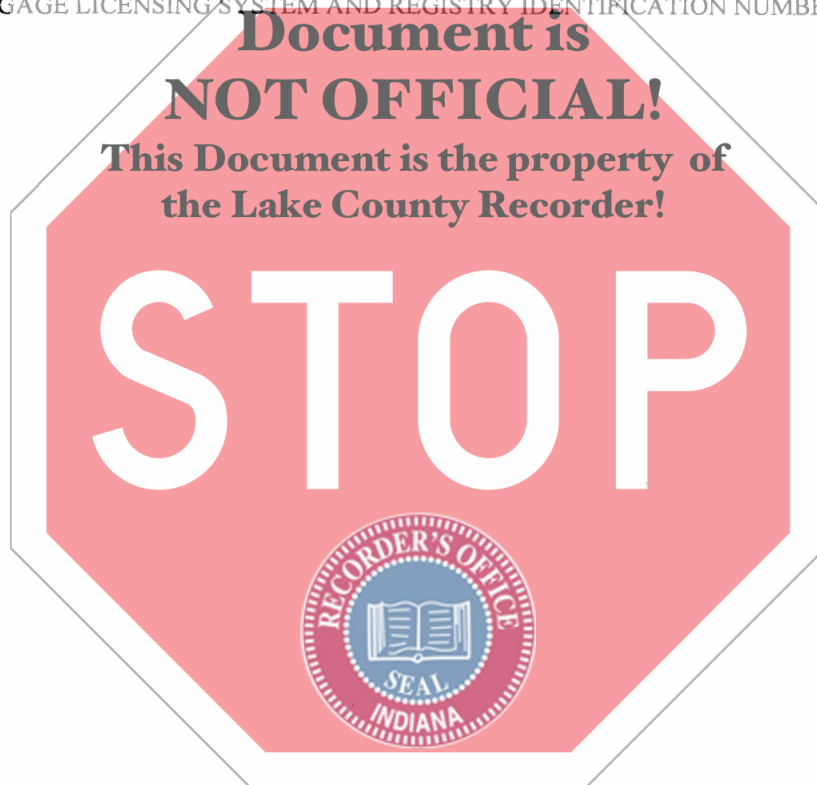 GAGE LICENSING SYSTEM AND REGISTRY IDENTIFICATION NUMBE
Document is
NOT OFFICIAL!
This Document is the property of
the Lake County Recorder!
STOP
RECORDER'S OFFICE
SEAL
INDIANA